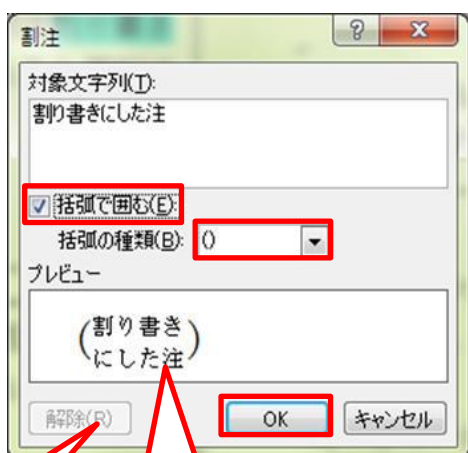 割注
対象文字列(T):
割り書きにした注
括弧で囲む(E):
括弧の種類(B): ()
プレビュー
(割り書き
にした注)
解除(R) OK キャンセル